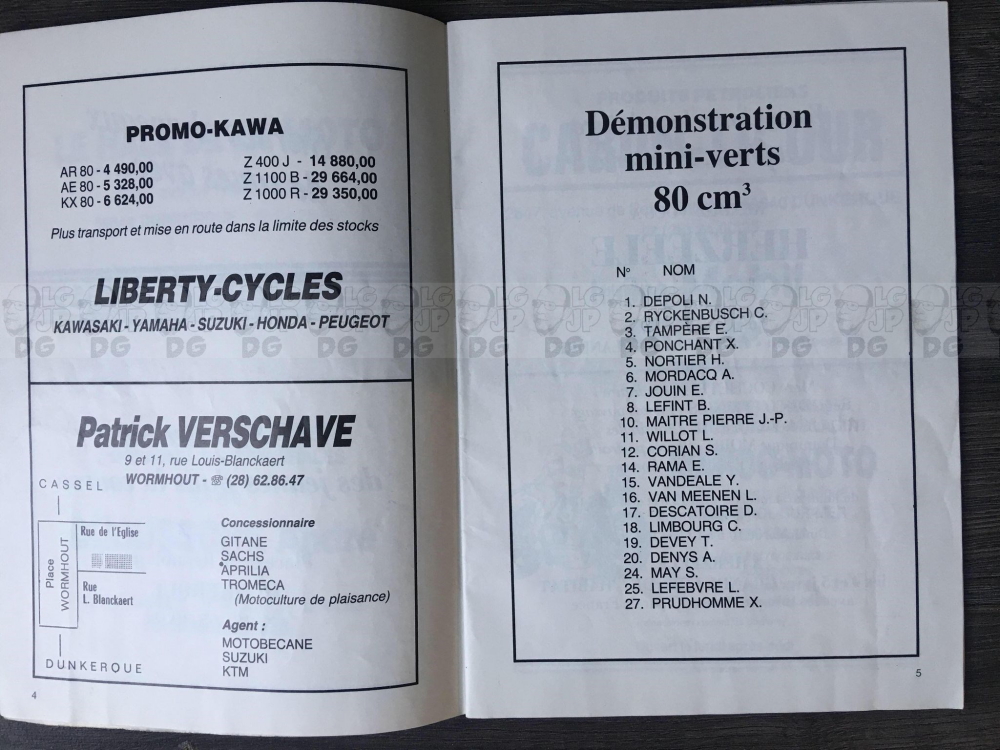 PROMO-KAWA
AR 80 - 4 490,00
AE 80 - 5 328,00
KX 80 - 6 624,00
Z 400 J - 14 880,00
Z 1100 B - 29 664,00
Z 1000 R - 29 350,00
Plus transport et mise en route dans la limite des stocks
LIBERTY-CYCLES
KAWASAKI - YAMAHA - SUZUKI - HONDA - PEUGEOT
Patrick VERSCHAVE
9 et 11, rue Louis-Blanckaert
WORMHOUT - ☏ (28) 62.86.47
CASSEL
Place
WORMHOUT
Rue de l'Eglise
Rue
L. Blanckaert
DUNKERQUE
Concessionnaire
GITANE
SACHS
APRILIA
TROMECA
(Motoculture de plaisance)
Agent :
MOTOBECANE
SUZUKI
KTM
4
Démonstration
mini-verts
80 cm³
N° NOM
1. DEPOLI N.
2. RYCKENBUSCH C.
3. TAMPÈRE E.
4. PONCHANT X.
5. NORTIER H.
6. MORDACQ A.
7. JOUIN E.
8. LEFINT B.
10. MAITRE PIERRE J.-P.
11. WILLOT L.
12. CORIAN S.
14. RAMA E.
15. VANDEALE Y.
16. VAN MEENEN L.
17. DESCATOIRE D.
18. LIMBOURG C.
19. DEVEY T.
20. DENYS A.
24. MAY S.
25. LEFEBVRE L.
27. PRUDHOMME X.
5
LG
JP
DG